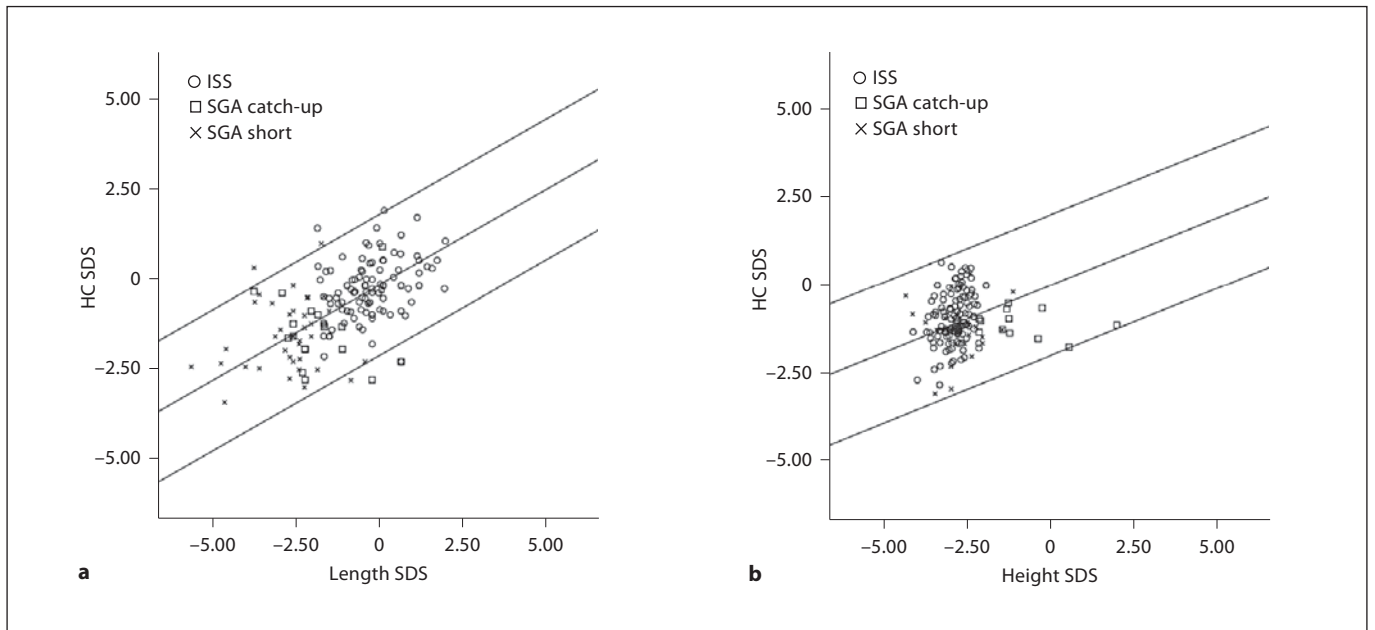 ISS
SGA catch-up
SGA short
5.00
2.50
0
−2.50
−5.00
HC SDS
−5.00 −2.50 0 2.50 5.00
Length SDS
a
ISS
SGA catch-up
SGA short
5.00
2.50
0
−2.50
−5.00
HC SDS
−5.00 −2.50 0 2.50 5.00
Height SDS
b